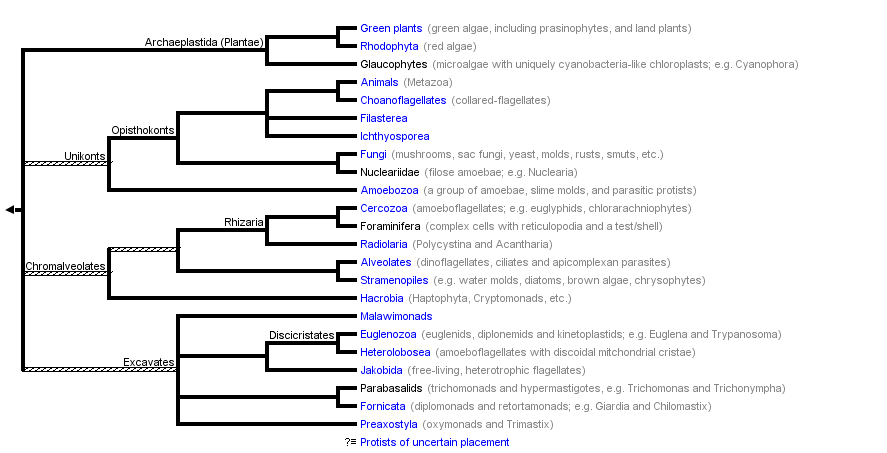 Green plants (green algae, including prasinophytes, and land plants)
Archaeplastida (Plantae)
Rhodophyta (red algae)
Glaucophytes (microalgae with uniquely cyanobacteria-like chloroplasts; e.g. Cyanophora)
Animals (Metazoa)
Choanoflagellates (collared-flagellates)
Filasterea
Opisthokonts
Ichthyosporea
Unikonts
Fungi (mushrooms, sac fungi, yeast, molds, rusts, smuts, etc.)
Nucleariidae (filose amoebae; e.g. Nuclearia)
Amoebozoa (a group of amoebae, slime molds, and parasitic protists)
Cercozoa (amoeboflagellates; e.g. euglyphids, chlorarachniophytes)
Rhizaria
Foraminifera (complex cells with reticulopodia and a test/shell)
Radiolaria (Polycystina and Acantharia)
Chromalveolates
Alveolates (dinoflagellates, ciliates and apicomplexan parasites)
Stramenopiles (e.g. water molds, diatoms, brown algae, chrysophytes)
Hacrobia (Haptophyta, Cryptomonads, etc.)
Malawimonads
Discicristates
Euglenozoa (euglenids, diplonemids and kinetoplastids; e.g. Euglena and Trypanosoma)
Heterolobosea (amoeboflagellates with discoidal mitchondrial cristae)
Excavates
Jakobida (free-living, heterotrophic flagellates)
Parabasalids (trichomonads and hypermastigotes, e.g. Trichomonas and Trichonympha)
Fornicata (diplomonads and retortamonads; e.g. Giardia and Chilomastix)
Preaxostyla (oxymonads and Trimastix)
?≡ Protists of uncertain placement